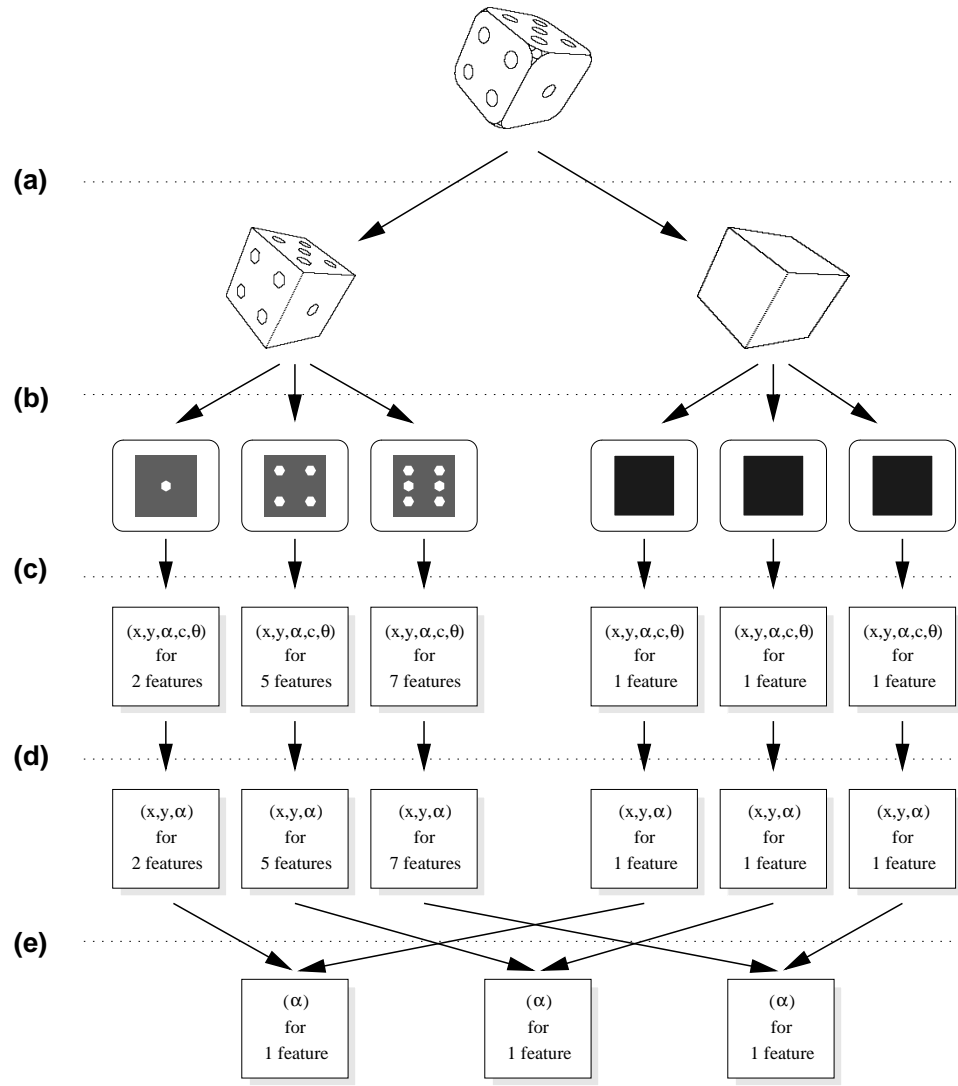 (a)
(b)
(c)
(x,y,α,c,θ) (x,y,α,c,θ) (x,y,α,c,θ) (x,y,α,c,θ) (x,y,α,c,θ) (x,y,α,c,θ)
for for for for for for
2 features 5 features 7 features 1 feature 1 feature 1 feature
(d)
(x,y,α) (x,y,α) (x,y,α) (x,y,α) (x,y,α) (x,y,α)
for for for for for for
2 features 5 features 7 features 1 feature 1 feature 1 feature
(e)
(α) (α) (α)
for for for
1 feature 1 feature 1 feature